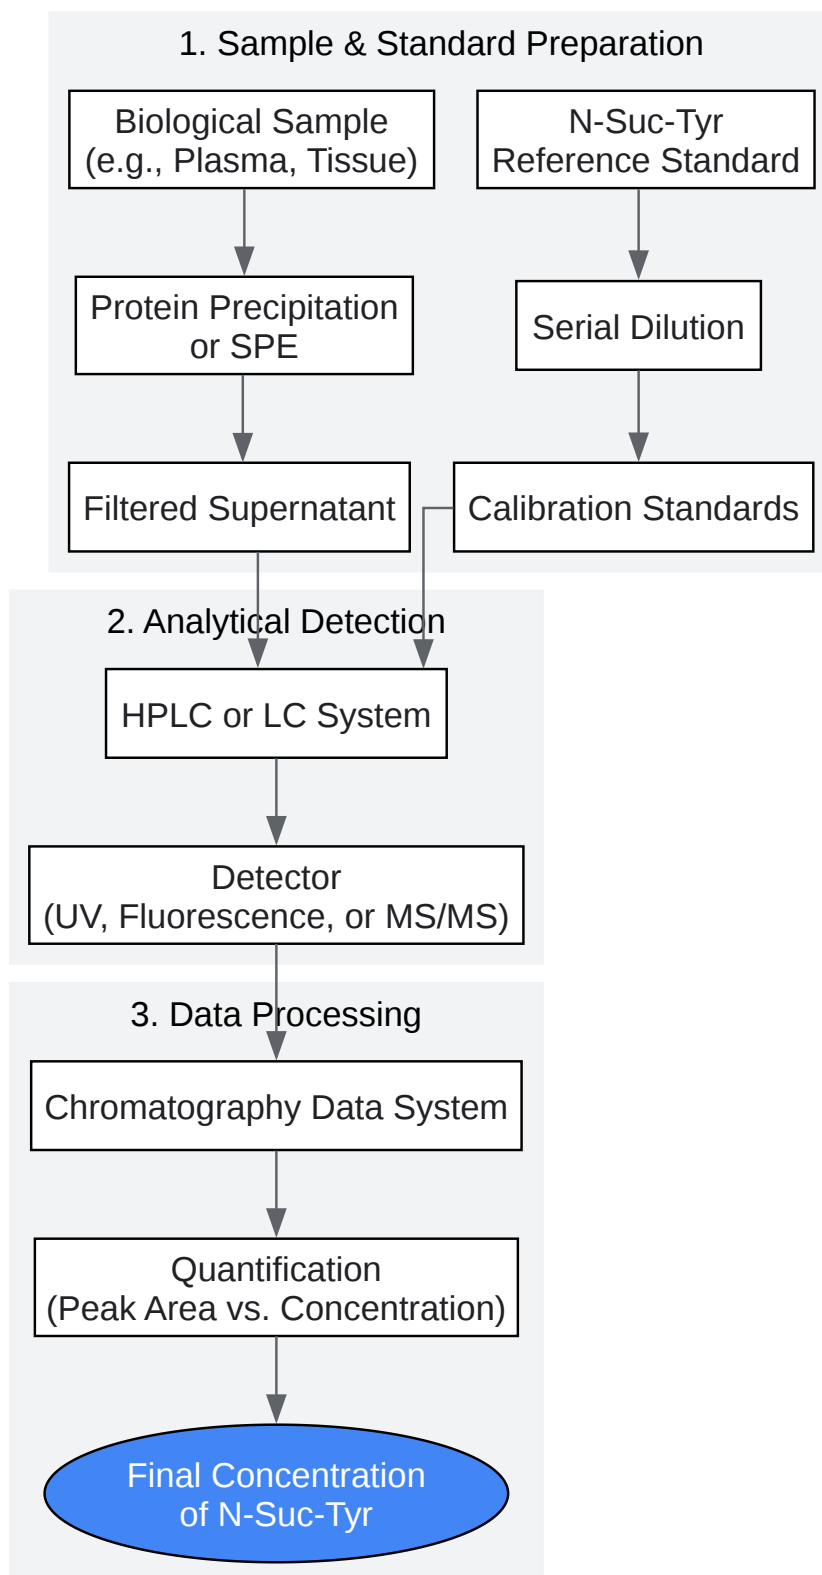 1. Sample & Standard Preparation
Biological Sample
(e.g., Plasma, Tissue)
N-Suc-Tyr
Reference Standard
Protein Precipitation
or SPE
Serial Dilution
Filtered Supernatant
Calibration Standards
2. Analytical Detection
HPLC or LC System
Detector
(UV, Fluorescence, or MS/MS)
3. Data Processing
Chromatography Data System
Quantification
(Peak Area vs. Concentration)
Final Concentration
of N-Suc-Tyr